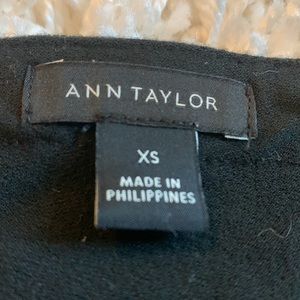 ANN TAYLOR
XS
MADE IN
PHILIPPINES